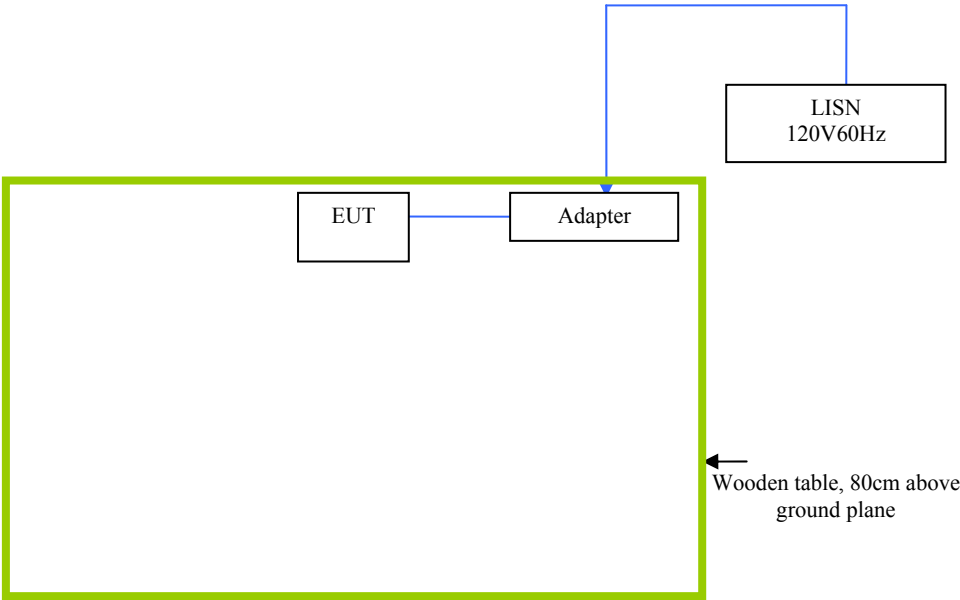 LISN
120V60Hz
EUT
Adapter
Wooden table, 80cm above
ground plane